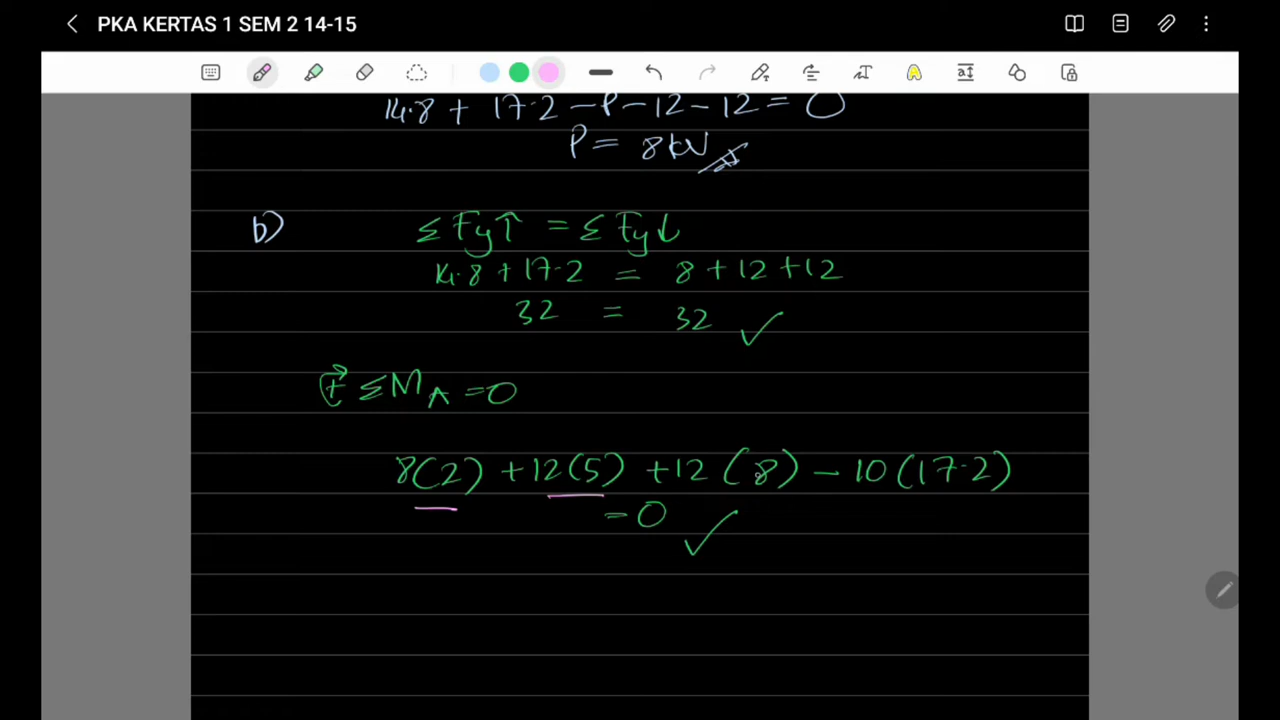 PKA KERTAS 1 SEM 2 14-15
14.8 + 17.2 - P - 12 - 12 = 0
P = 8kN
b) ΣFy↑ = ΣFy↓
14.8 + 17.2 = 8 + 12 + 12
32 = 32 ✓
+ ΣM_A = 0
8(2) + 12(5) + 12(8) - 10(17.2)
= 0 ✓